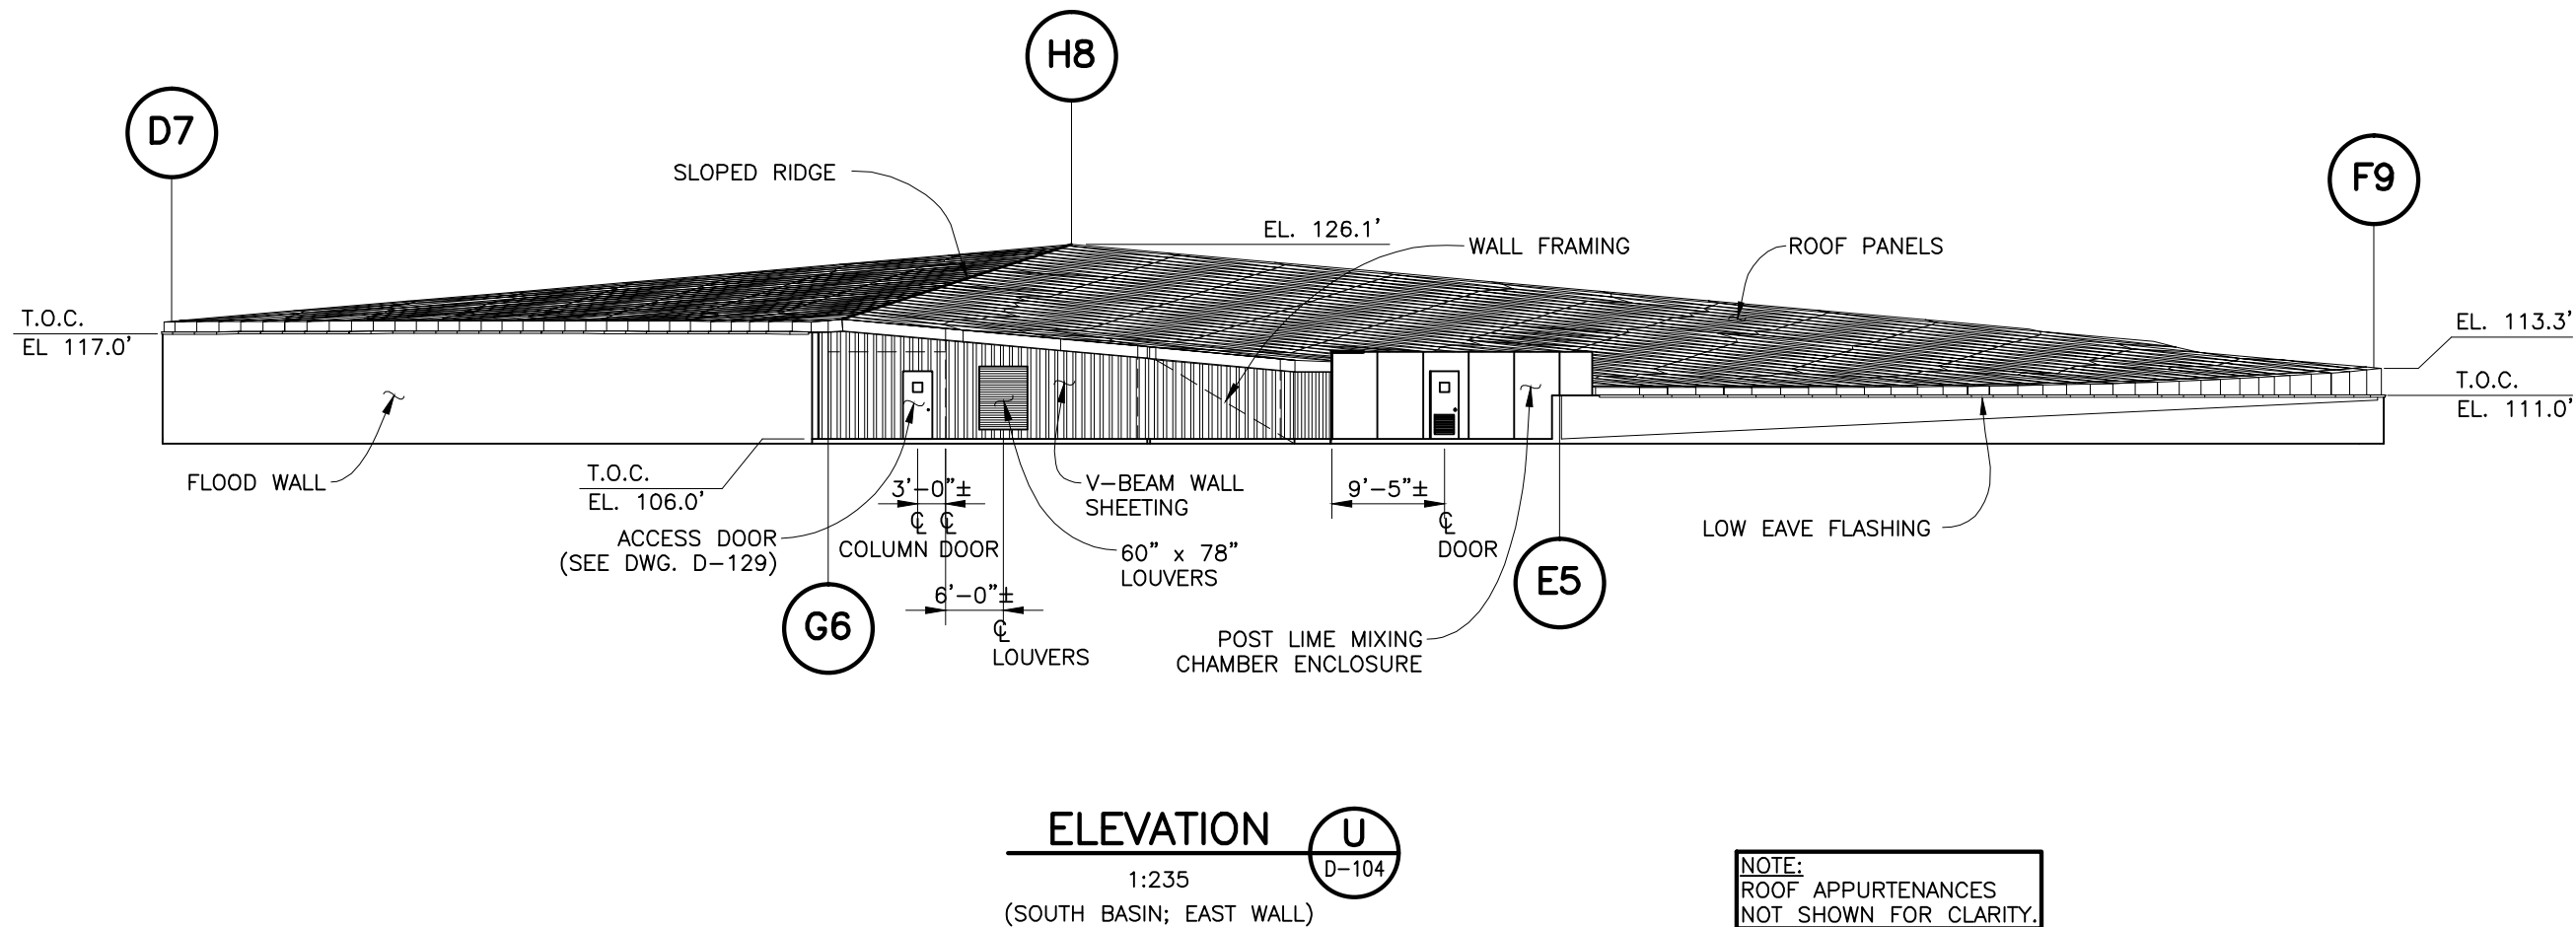 H8
D7
F9
SLOPED RIDGE
EL. 126.1'
WALL FRAMING
ROOF PANELS
T.O.C.
EL 117.0'
EL. 113.3'
T.O.C.
EL. 111.0'
FLOOD WALL
T.O.C.
EL. 106.0'
3'-0"±
V-BEAM WALL
SHEETING
9'-5"±
ACCESS DOOR
(SEE DWG. D-129)
℄ ℄
COLUMN DOOR
60" x 78"
LOUVERS
℄
DOOR
LOW EAVE FLASHING
E5
6'-0"±
G6
℄
LOUVERS
POST LIME MIXING
CHAMBER ENCLOSURE
ELEVATION
U
D-104
1:235
(SOUTH BASIN; EAST WALL)
NOTE:
ROOF APPURTENANCES
NOT SHOWN FOR CLARITY.